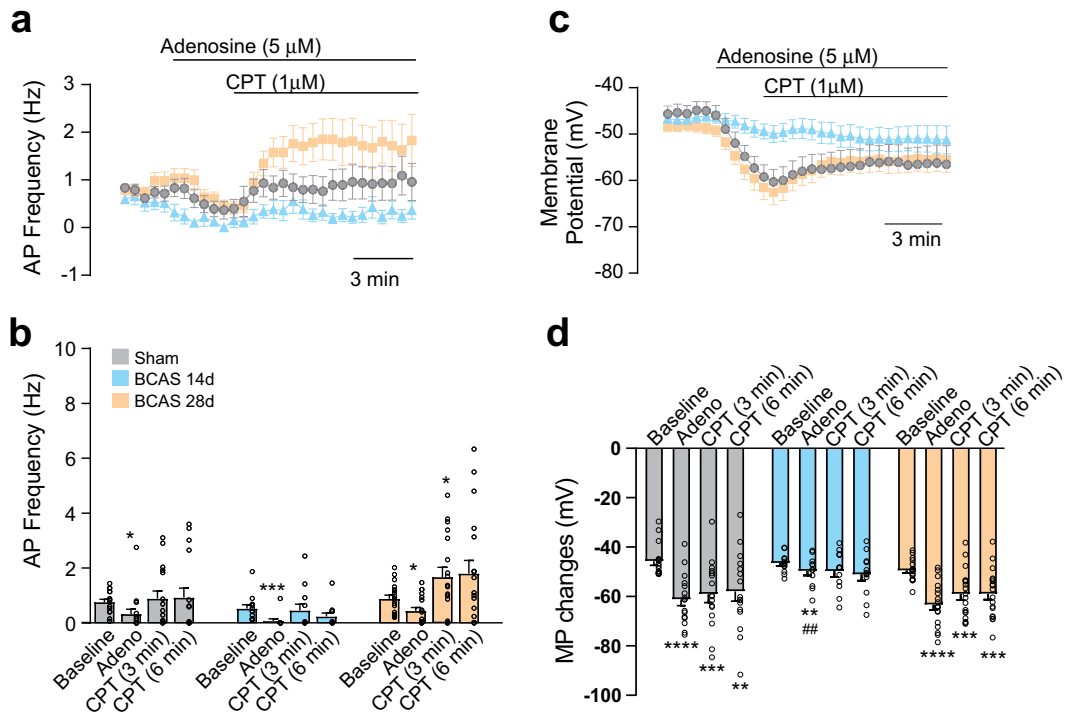 a
Adenosine (5 μM)
CPT (1μM)
AP Frequency (Hz)
3
2
1
0
-1
3 min
c
Adenosine (5 μM)
CPT (1μM)
Membrane
Potential (mV)
-40
-50
-60
-70
-80
3 min
b
AP Frequency (Hz)
10
8
6
4
2
0
Sham
BCAS 14d
BCAS 28d
*
***
*
*
Baseline
Adeno
CPT (3 min)
CPT (6 min)
Baseline
Adeno
CPT (3 min)
CPT (6 min)
Baseline
Adeno
CPT (3 min)
CPT (6 min)
d
Baseline
Adeno
CPT (3 min)
CPT (6 min)
Baseline
Adeno
CPT (3 min)
CPT (6 min)
Baseline
Adeno
CPT (3 min)
CPT (6 min)
MP changes (mV)
0
-20
-40
-60
-80
-100
****
***
**
**
##
****
***
***